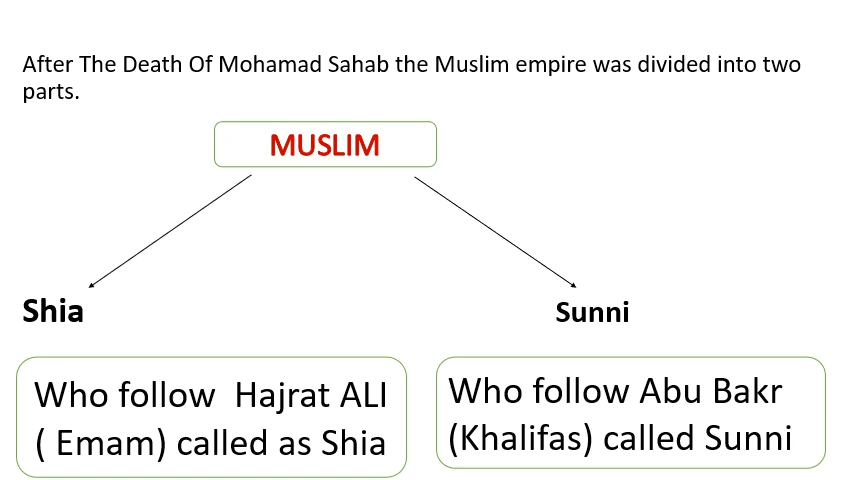 After The Death Of Mohamad Sahab the Muslim empire was divided into two
parts.
MUSLIM
Shia
Sunni
Who follow Hajrat ALI
( Emam) called as Shia
Who follow Abu Bakr
(Khalifas) called Sunni